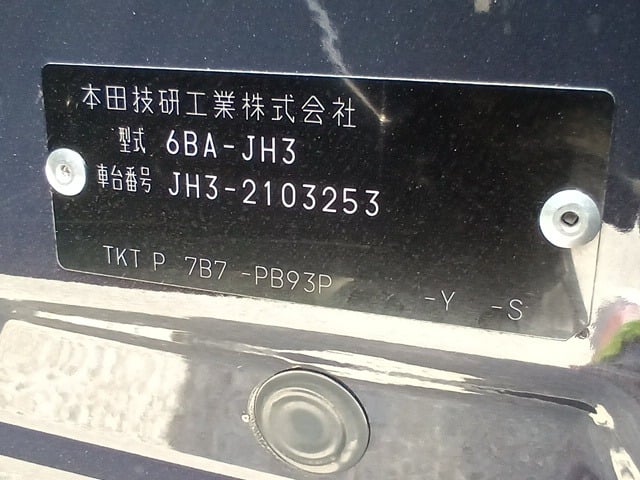 本田技研工業株式会社
型式 6BA-JH3
車台番号 JH3-2103253
TKT P 7B7 -PB93P -Y -S